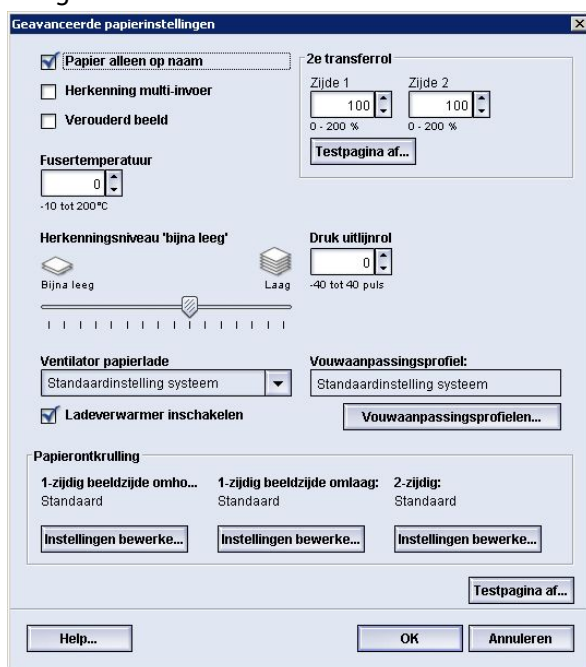 Geavanceerde papierinstellingen
Papier alleen op naam
Herkenning multi-invoer
Verouderd beeld
2e transferrol
Zijde 1 Zijde 2
100 100
0 - 200 % 0 - 200 %
Testpagina af...
Fusertemperatuur
0
-10 tot 200°C
Herkenningsniveau 'bijna leeg'
Bijna leeg Laag
Druk uitlijnrol
0
-40 tot 40 puls
Ventilator papierlade
Standaardinstelling systeem
Ladeverwarmer inschakelen
Vouwaanpassingsprofiel:
Standaardinstelling systeem
Vouwaanpassingsprofielen...
Papierontkrulling
1-zijdig beeldzijde omho... 1-zijdig beeldzijde omlaag: 2-zijdig:
Standaard Standaard Standaard
Instellingen bewerke... Instellingen bewerke... Instellingen bewerke...
Testpagina af...
Help... OK Annuleren